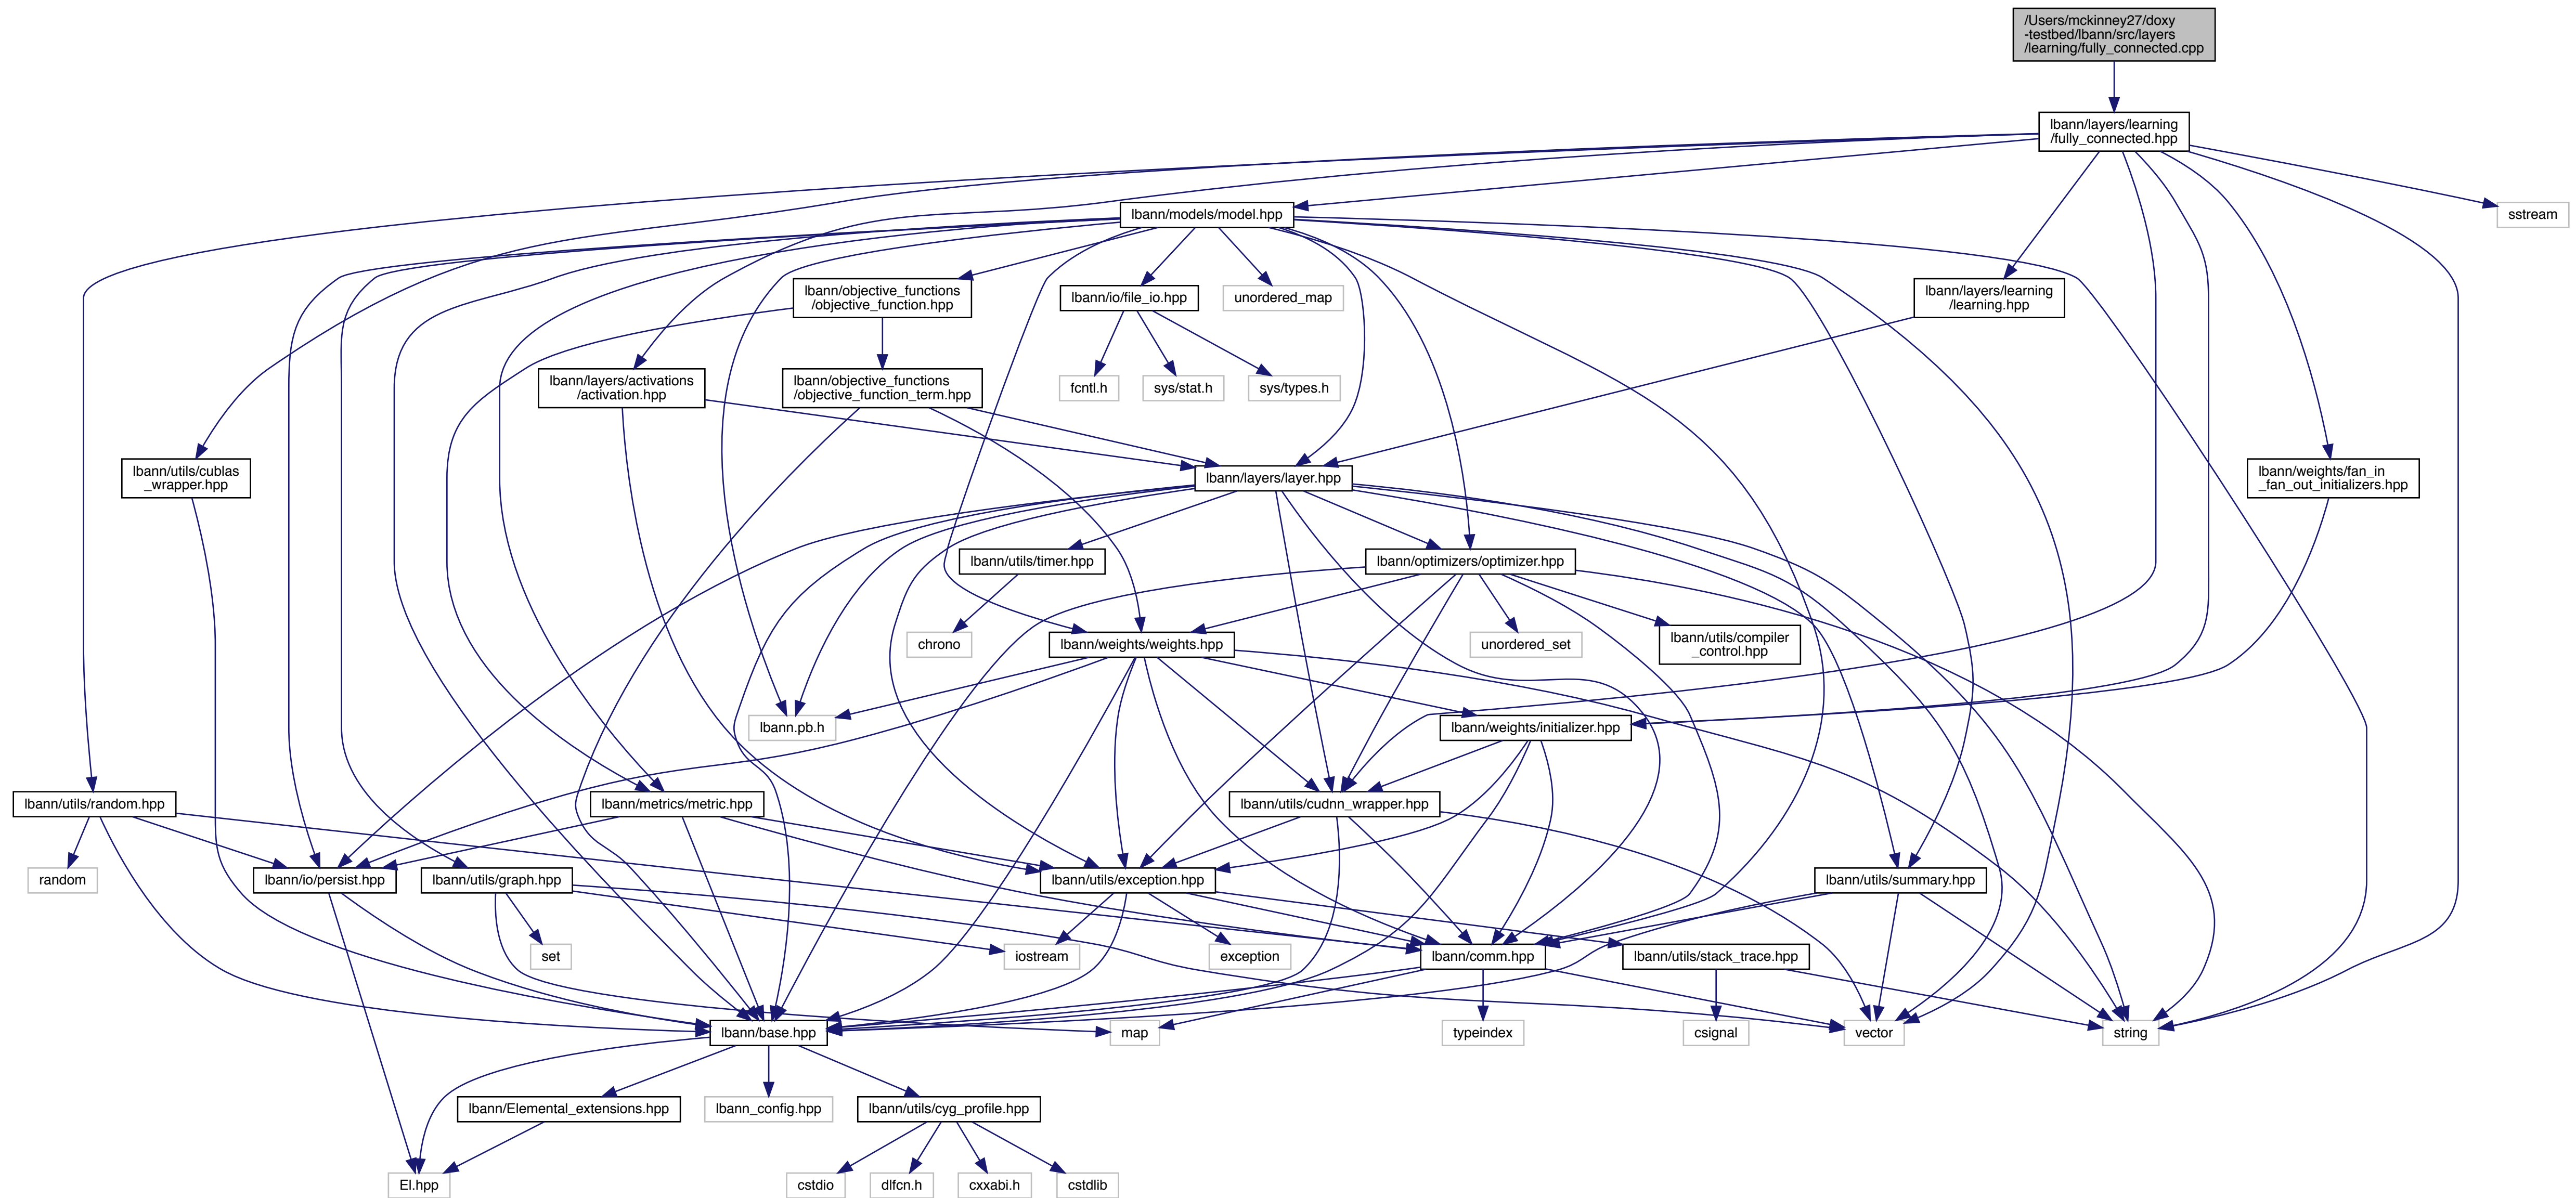 /Users/mckinney27/doxy
-testbed/lbann/src/layers
/learning/fully_connected.cpp
lbann/layers/learning
/fully_connected.hpp
lbann/models/model.hpp
sstream
lbann/objective_functions
/objective_function.hpp
lbann/io/file_io.hpp
unordered_map
lbann/layers/learning
/learning.hpp
lbann/layers/activations
/activation.hpp
lbann/objective_functions
/objective_function_term.hpp
fcntl.h
sys/stat.h
sys/types.h
lbann/utils/cublas
_wrapper.hpp
lbann/layers/layer.hpp
lbann/weights/fan_in
_fan_out_initializers.hpp
lbann/utils/timer.hpp
lbann/optimizers/optimizer.hpp
chrono
lbann/weights/weights.hpp
unordered_set
lbann/utils/compiler
_control.hpp
lbann.pb.h
lbann/weights/initializer.hpp
lbann/utils/random.hpp
lbann/metrics/metric.hpp
lbann/utils/cudnn_wrapper.hpp
random
lbann/io/persist.hpp
lbann/utils/graph.hpp
lbann/utils/exception.hpp
lbann/utils/summary.hpp
set
iostream
exception
lbann/comm.hpp
lbann/utils/stack_trace.hpp
lbann/base.hpp
map
typeindex
csignal
vector
string
lbann/Elemental_extensions.hpp
lbann_config.hpp
lbann/utils/cyg_profile.hpp
El.hpp
cstdio
dlfcn.h
cxxabi.h
cstdlib